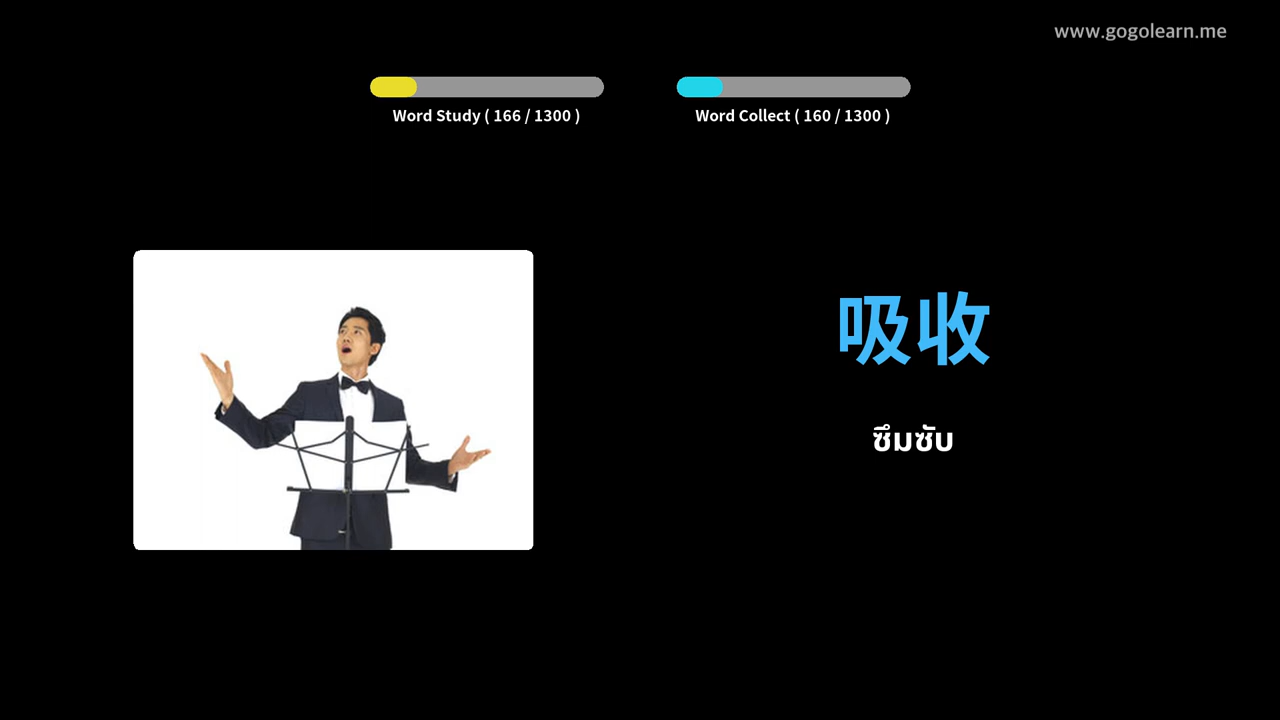 www.gogolearn.me
Word Study ( 166 / 1300 )
Word Collect ( 160 / 1300 )
吸收
ซึมซับ